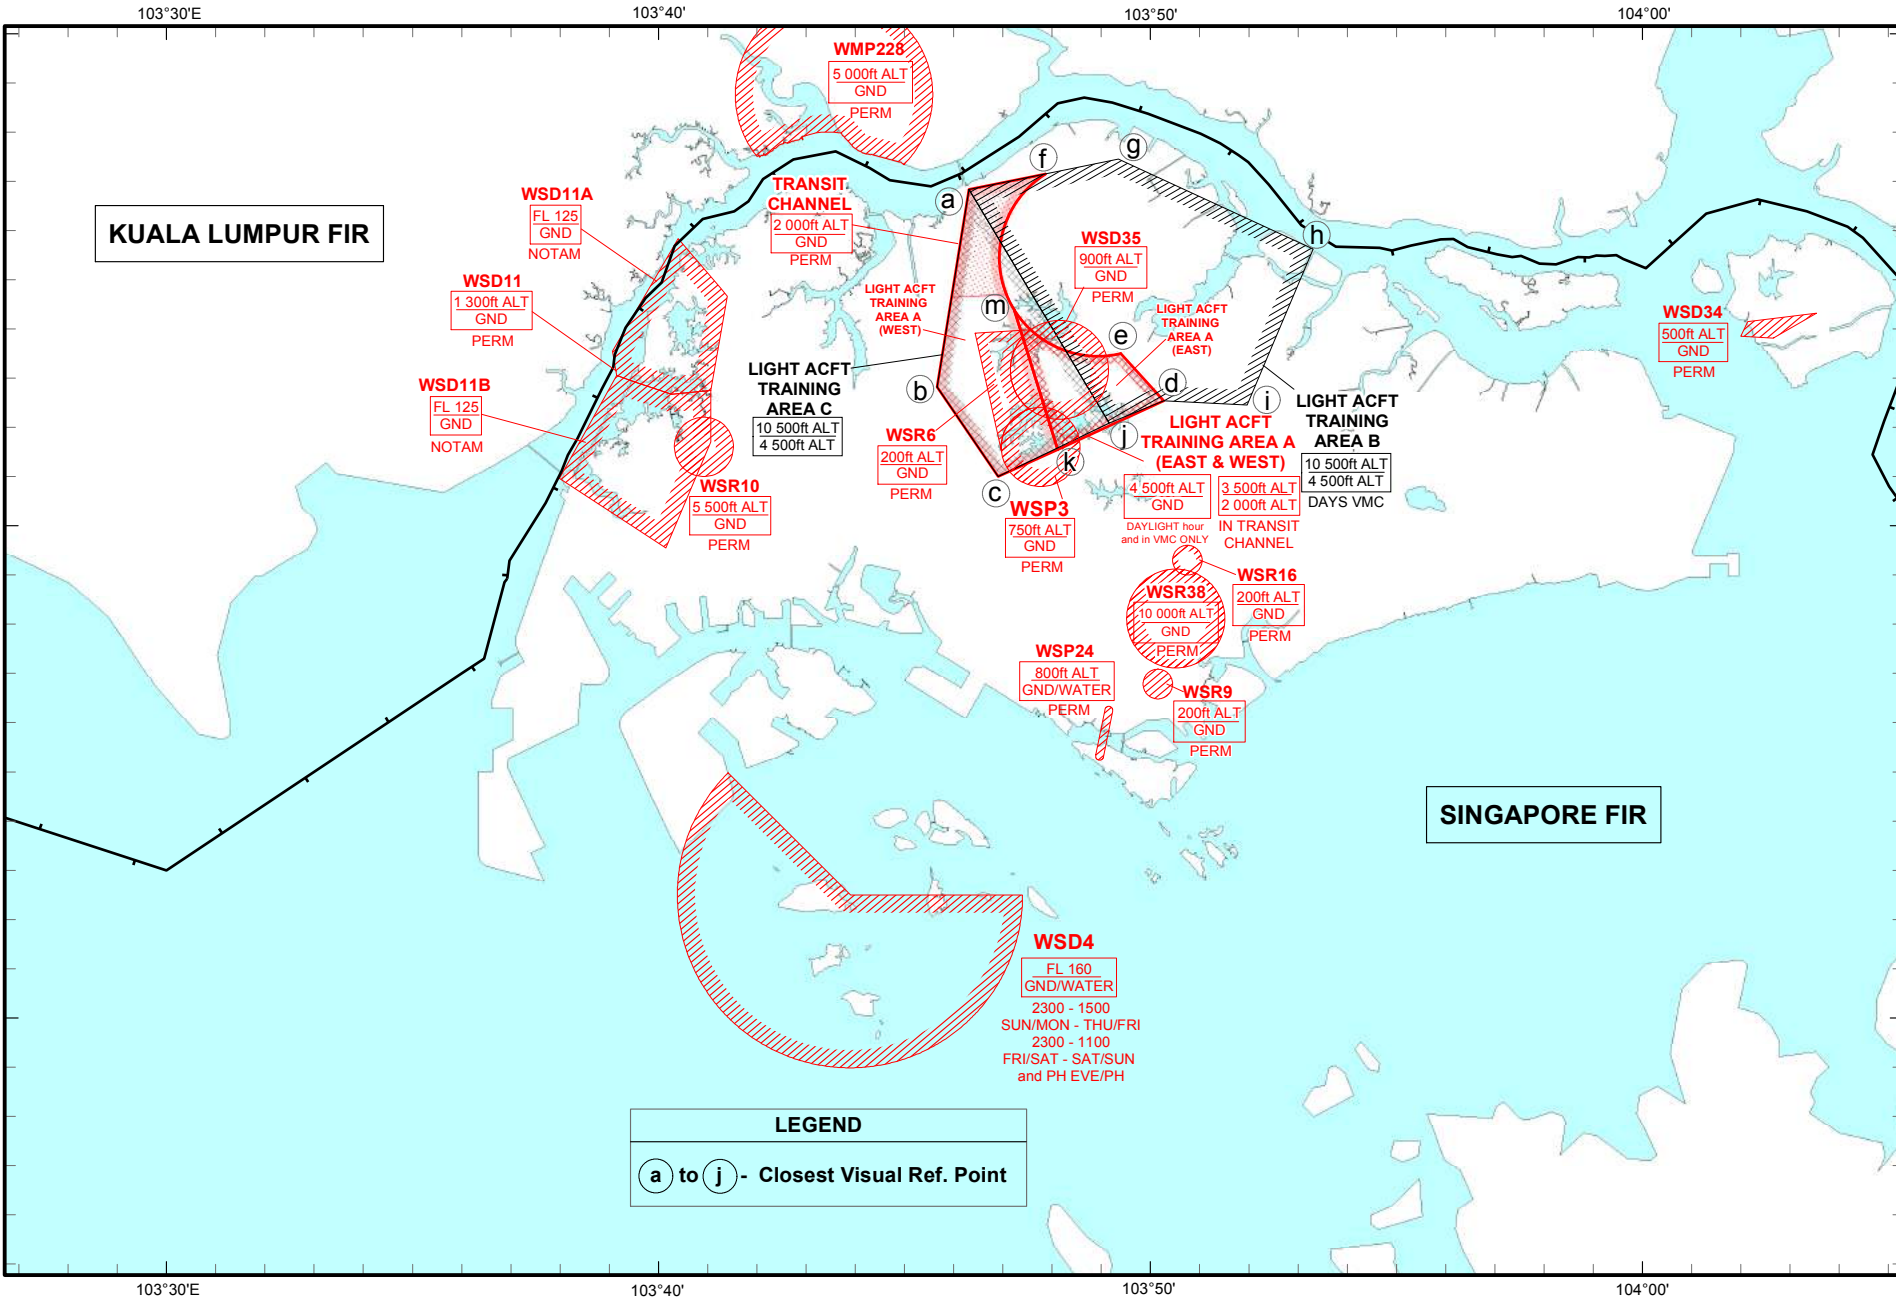 103°30'E
103°40'
103°50'
104°00'
WMP228
5 000ft ALT
GND
PERM
KUALA LUMPUR FIR
WSD11A
FL 125
GND
NOTAM
TRANSIT
CHANNEL
2 000ft ALT
GND
PERM
a
f
g
h
WSD11
1 300ft ALT
GND
PERM
LIGHT ACFT
TRAINING
AREA A
(WEST)
WSD35
900ft ALT
GND
PERM
m
LIGHT ACFT
TRAINING
AREA A
(EAST)
e
WSD34
500ft ALT
GND
PERM
WSD11B
FL 125
GND
NOTAM
LIGHT ACFT
TRAINING
AREA C
10 500ft ALT
4 500ft ALT
b
d
i
LIGHT ACFT
TRAINING
AREA B
10 500ft ALT
4 500ft ALT
DAYS VMC
WSR6
200ft ALT
GND
PERM
j
k
c
LIGHT ACFT
TRAINING AREA A
(EAST & WEST)
4 500ft ALT
GND
DAYLIGHT hour
and in VMC ONLY
3 500ft ALT
2 000ft ALT
IN TRANSIT
CHANNEL
WSR10
5 500ft ALT
GND
PERM
WSP3
750ft ALT
GND
PERM
WSR16
200ft ALT
GND
PERM
WSR38
10 000ft ALT
GND
PERM
WSP24
800ft ALT
GND/WATER
PERM
WSR9
200ft ALT
GND
PERM
SINGAPORE FIR
WSD4
FL 160
GND/WATER
2300 - 1500
SUN/MON - THU/FRI
2300 - 1100
FRI/SAT - SAT/SUN
and PH EVE/PH
LEGEND
a to j - Closest Visual Ref. Point
103°30'E
103°40'
103°50'
104°00'